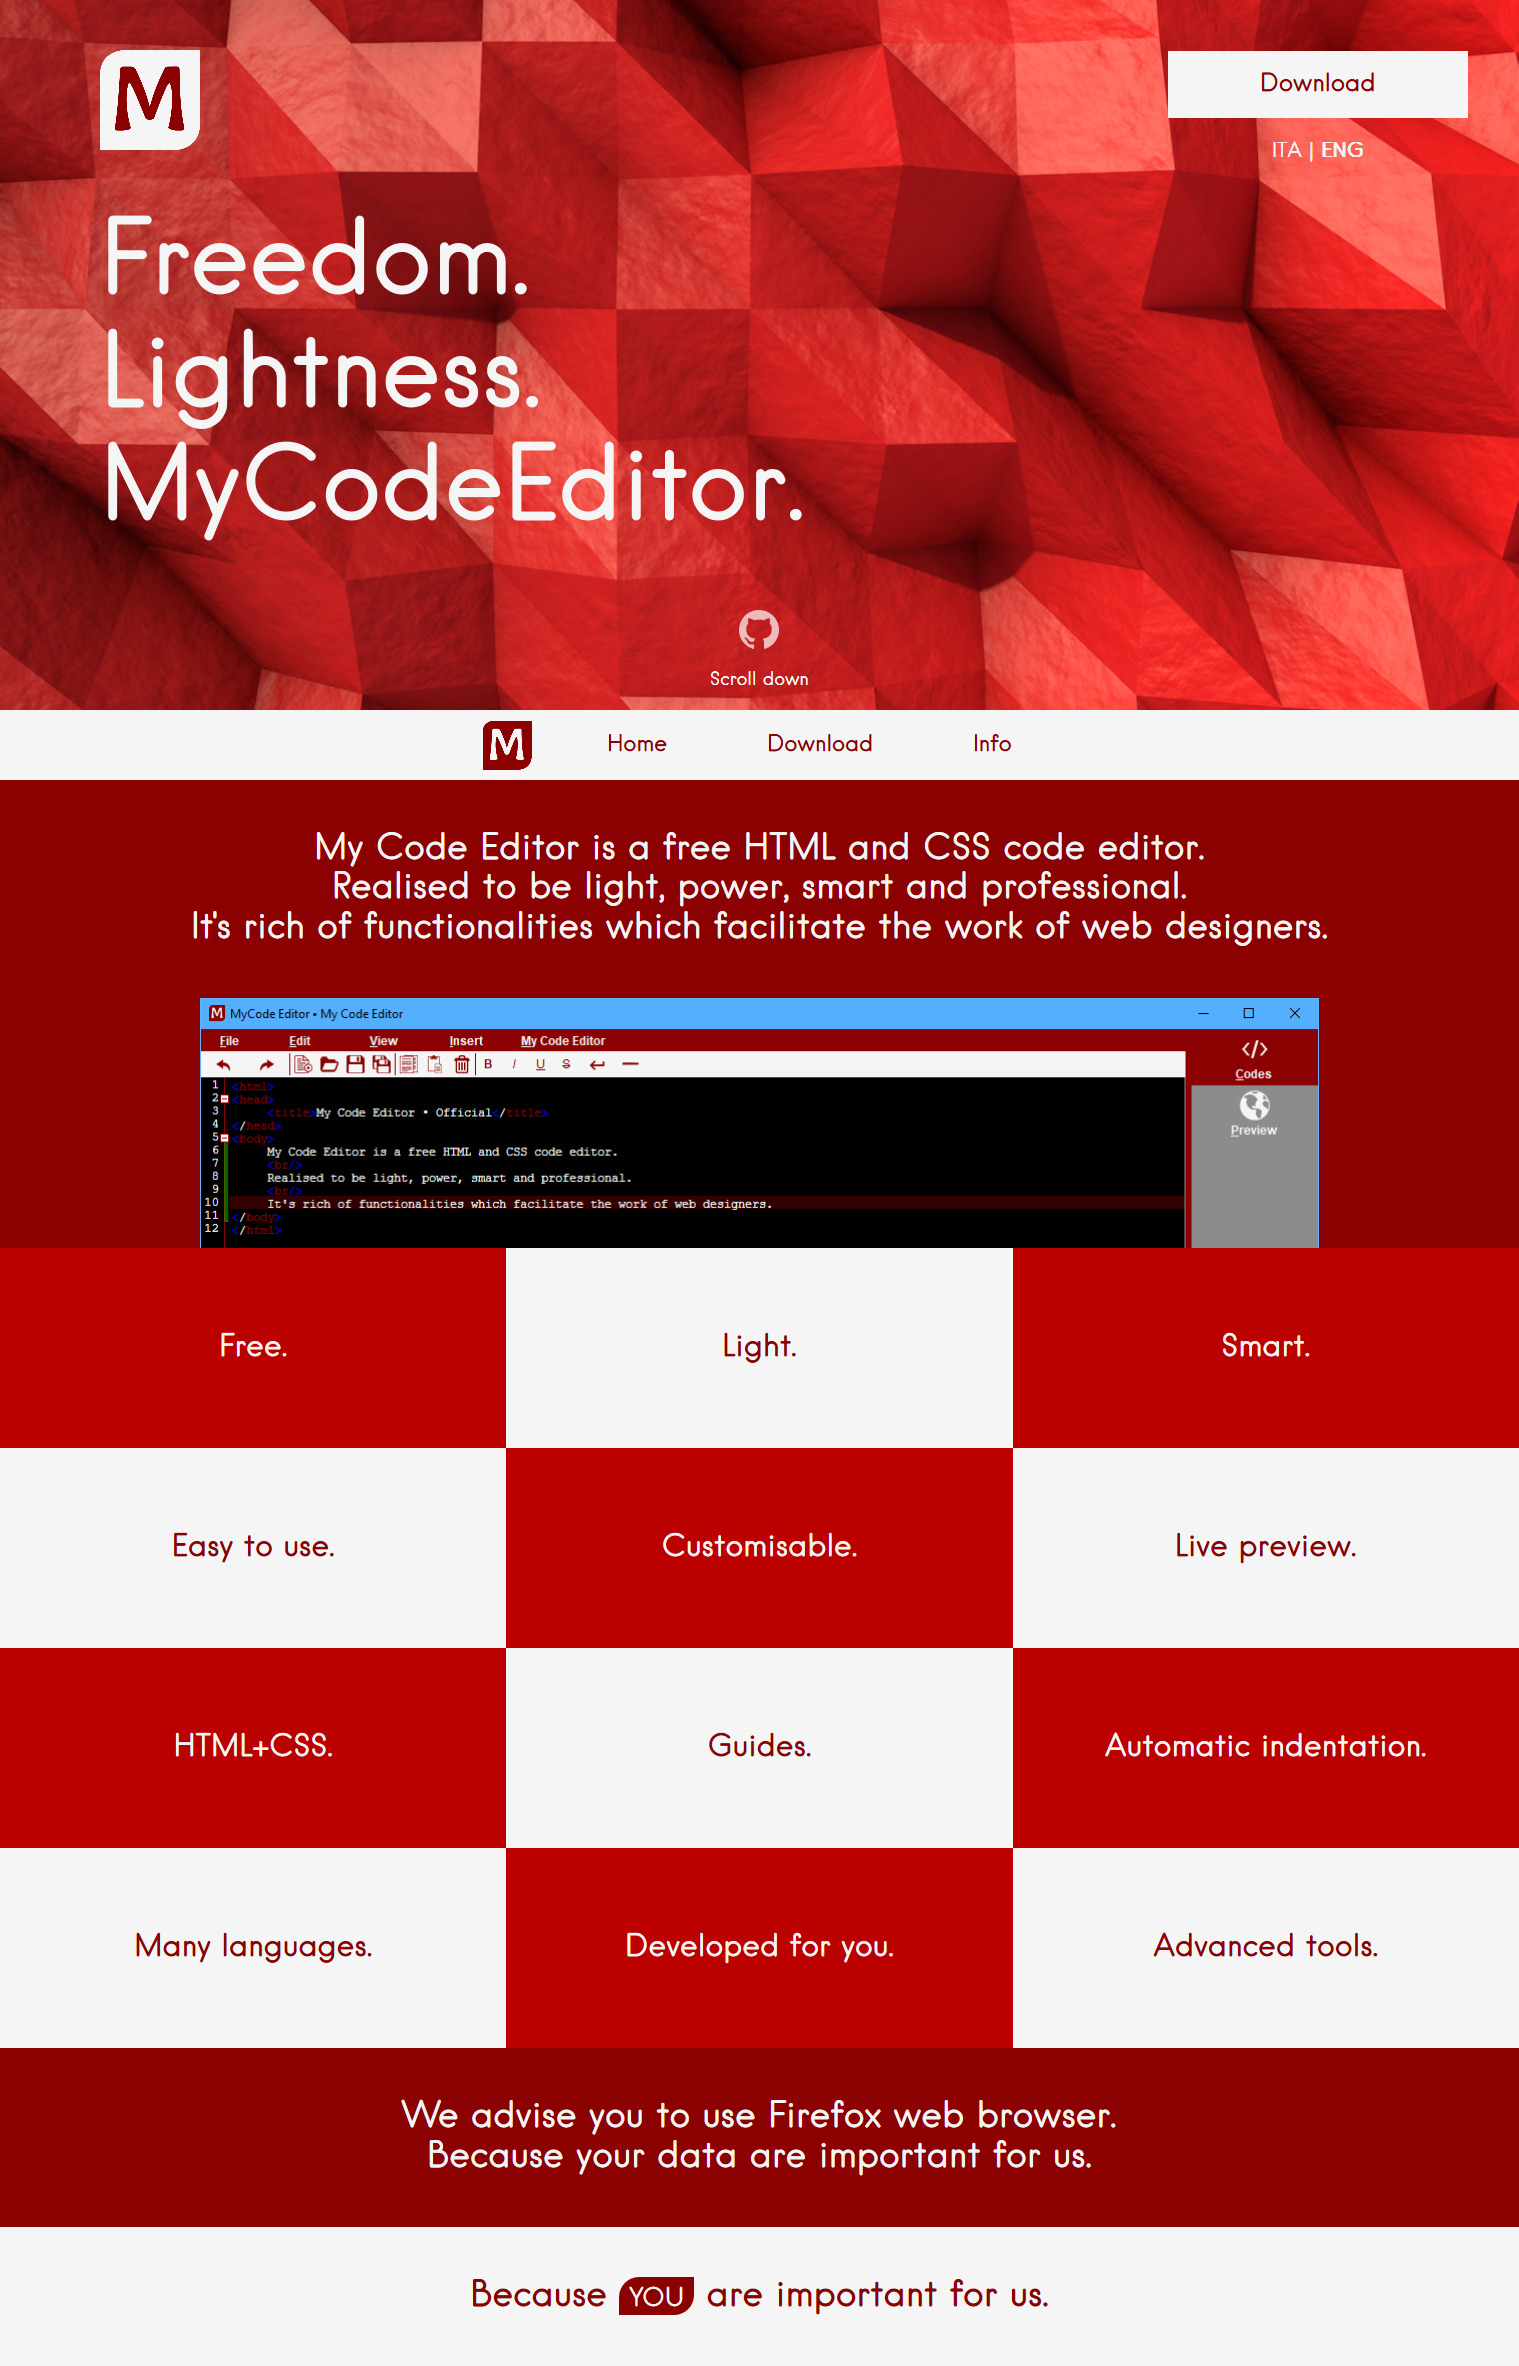 M
Download
ITA | ENG
Freedom.
Lightness.
MyCodeEditor.
Scroll down
M
Home
Download
Info
My Code Editor is a free HTML and CSS code editor.
Realised to be light, power, smart and professional.
It's rich of functionalities which facilitate the work of web designers.
M MyCode Editor • My Code Editor
File Edit View Insert My Code Editor
B I U S
</> Codes
Preview
1 <html>
2 <head>
3 <title>My Code Editor • Official</title>
4 </head>
5 <body>
6 My Code Editor is a free HTML and CSS code editor.
7 <br/>
8 Realised to be light, power, smart and professional.
9 <br/>
10 It's rich of functionalities which facilitate the work of web designers.
11 </body>
12 </html>
Free.
Light.
Smart.
Easy to use.
Customisable.
Live preview.
HTML+CSS.
Guides.
Automatic indentation.
Many languages.
Developed for you.
Advanced tools.
We advise you to use Firefox web browser.
Because your data are important for us.
Because YOU are important for us.